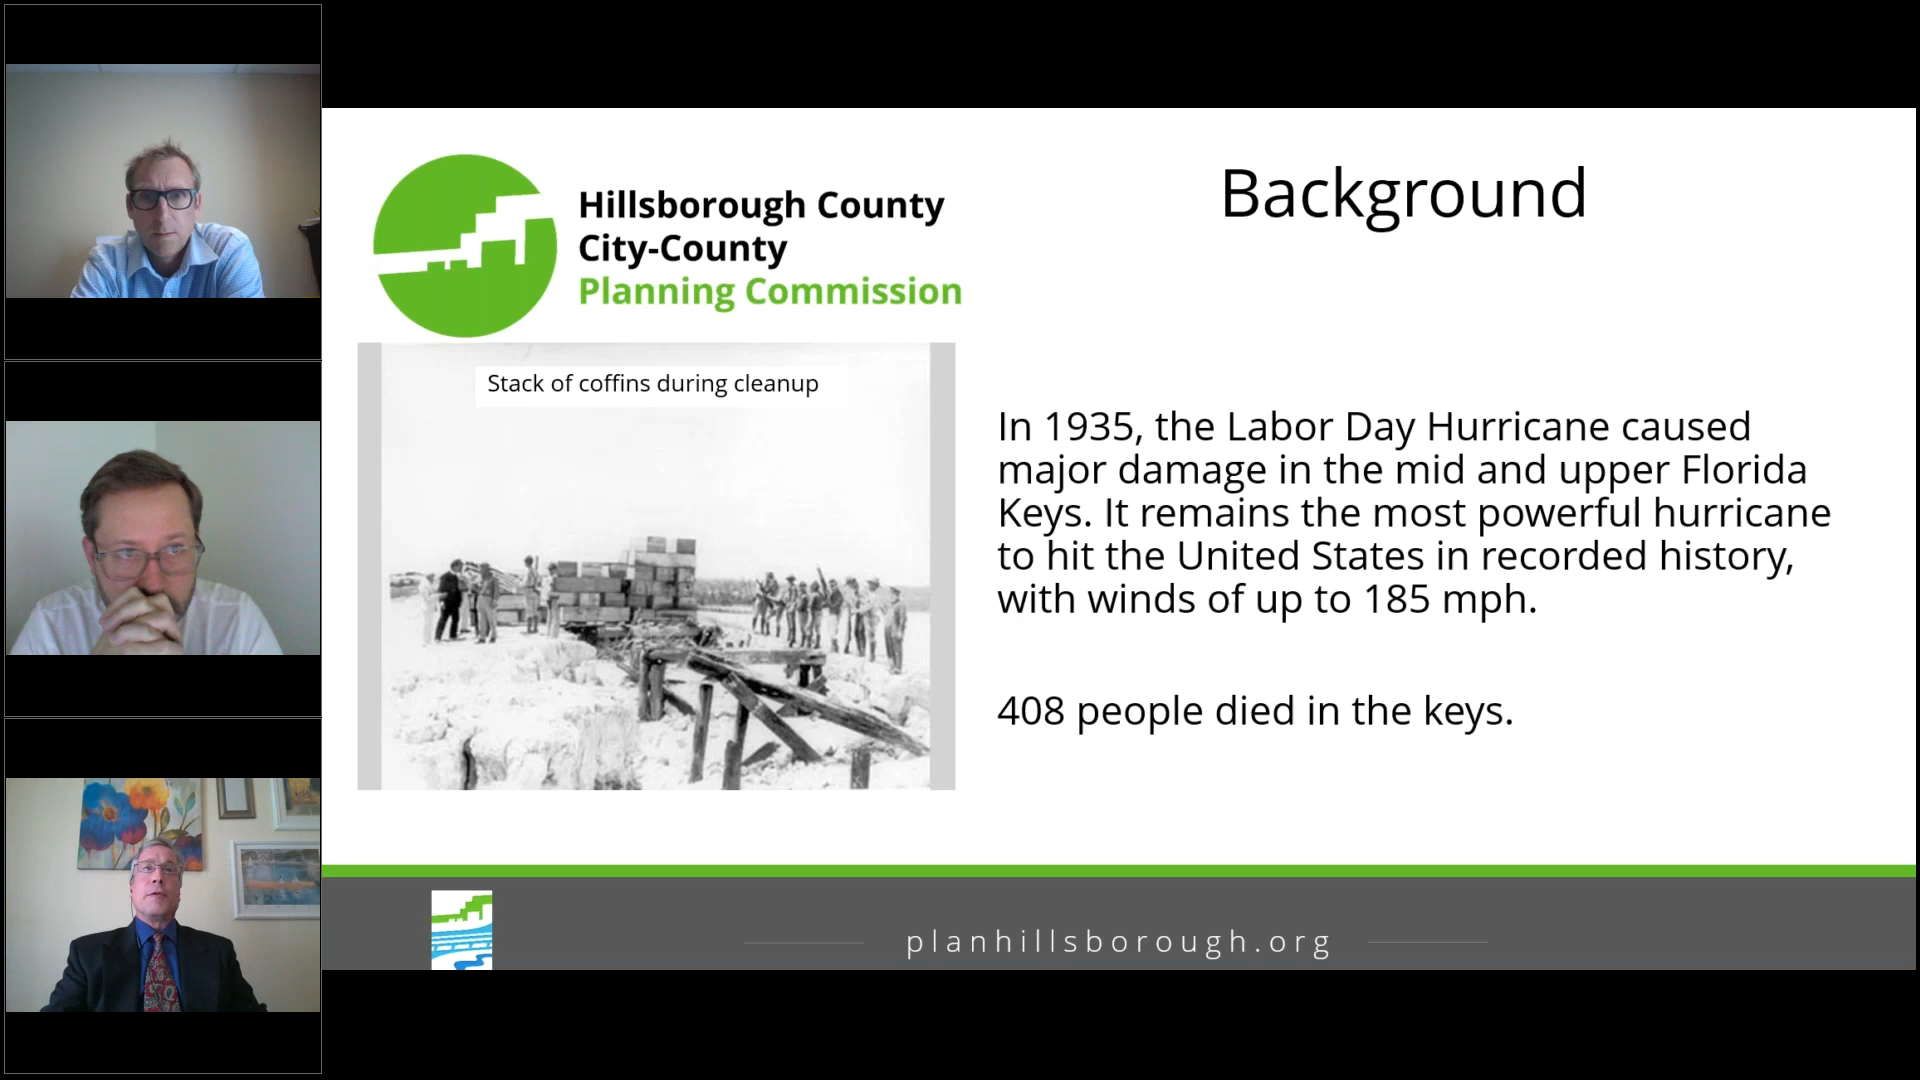 Hillsborough County
City-County
Planning Commission
Background
Stack of coffins during cleanup
In 1935, the Labor Day Hurricane caused
major damage in the mid and upper Florida
Keys. It remains the most powerful hurricane
to hit the United States in recorded history,
with winds of up to 185 mph.
408 people died in the keys.
planhillsborough.org